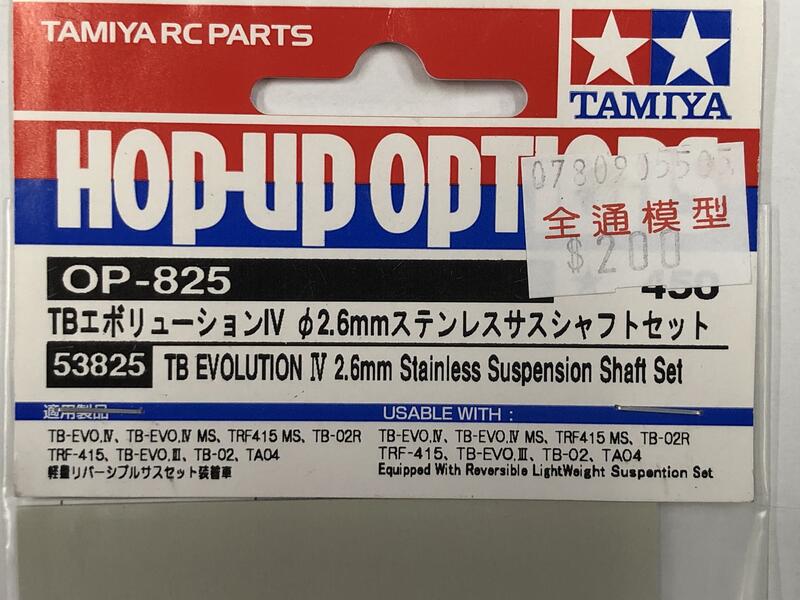 TAMIYA RC PARTS
TAMIYA
HOP-UP OPTIONS
0780905505
全通模型
$200
OP-825
450
TBエボリューションⅣ φ2.6mmステンレスサスシャフトセット
53825 TB EVOLUTION Ⅳ 2.6mm Stainless Suspension Shaft Set
適用製品
USABLE WITH :
TB-EVO.Ⅳ、TB-EVO.Ⅳ MS、TRF415 MS、TB-02R
TRF-415、TB-EVO.Ⅲ、TB-02、TA04
軽量リバーシブルサスセット装着車
TB-EVO.Ⅳ、TB-EVO.Ⅳ MS、TRF415 MS、TB-02R
TRF-415、TB-EVO.Ⅲ、TB-02、TA04
Equipped With Reversible LightWeight Suspention Set